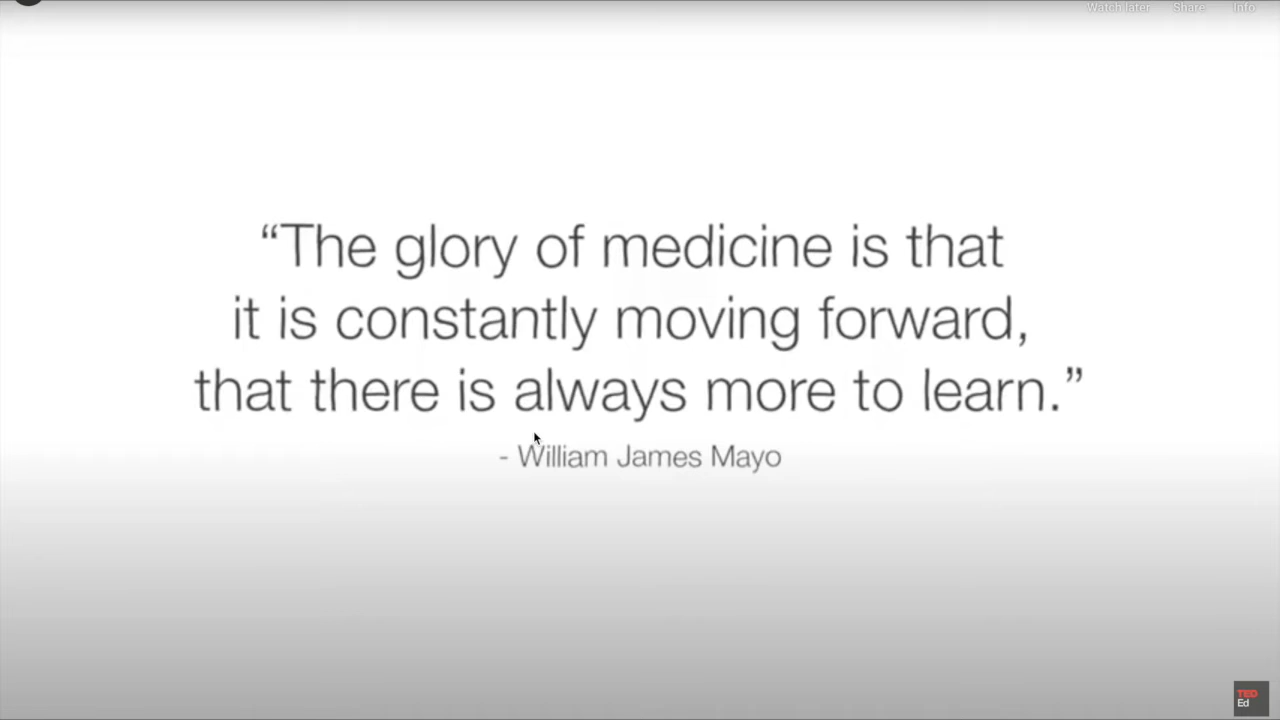 Watch later Share Info
“The glory of medicine is that
it is constantly moving forward,
that there is always more to learn.”
- William James Mayo
TED
Ed